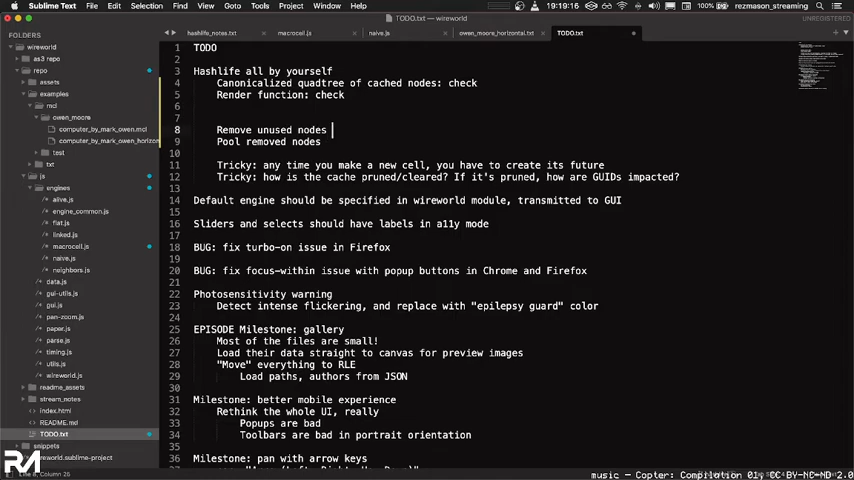 Sublime Text File Edit Selection Find View Goto Tools Project Window Help 100% 19:19:16 rezmason_streaming
TODO.txt — wireworld
UNREGISTERED
hashlife_notes.txt macrocell.js naive.js owen_moore_horizontal.txt TODO.txt
FOLDERS
wireworld
as3 repo
repo
assets
examples
mcl
owen_moore
computer_by_mark_owen.mcl
computer_by_mark_owen_horizon
test
txt
js
engines
alive.js
engine_common.js
flat.js
linked.js
macrocell.js
naive.js
neighbors.js
data.js
gui-utils.js
gui.js
pan-zoom.js
paper.js
parse.js
timing.js
utils.js
wireworld.js
readme_assets
stream_notes
index.html
README.md
TODO.txt
snippets
wireworld.sublime-project
1 TODO
2
3 Hashlife all by yourself
4 Canonicalized quadtree of cached nodes: check
5 Render function: check
6
7
8 Remove unused nodes
9 Pool removed nodes
10
11 Tricky: any time you make a new cell, you have to create its future
12 Tricky: how is the cache pruned/cleared? If it's pruned, how are GUIDs impacted?
13
14 Default engine should be specified in wireworld module, transmitted to GUI
15
16 Sliders and selects should have labels in a11y mode
17
18 BUG: fix turbo-on issue in Firefox
19
20 BUG: fix focus-within issue with popup buttons in Chrome and Firefox
21
22 Photosensitivity warning
23 Detect intense flickering, and replace with "epilepsy guard" color
24
25 EPISODE Milestone: gallery
26 Most of the files are small!
27 Load their data straight to canvas for preview images
28 "Move" everything to RLE
29 Load paths, authors from JSON
30
31 Milestone: better mobile experience
32 Rethink the whole UI, really
33 Popups are bad
34 Toolbars are bad in portrait orientation
35
36 Milestone: pan with arrow keys
RM
Line 8, Column 25
music - Copter: Compilation 01, CC BY-NC-ND 2.0